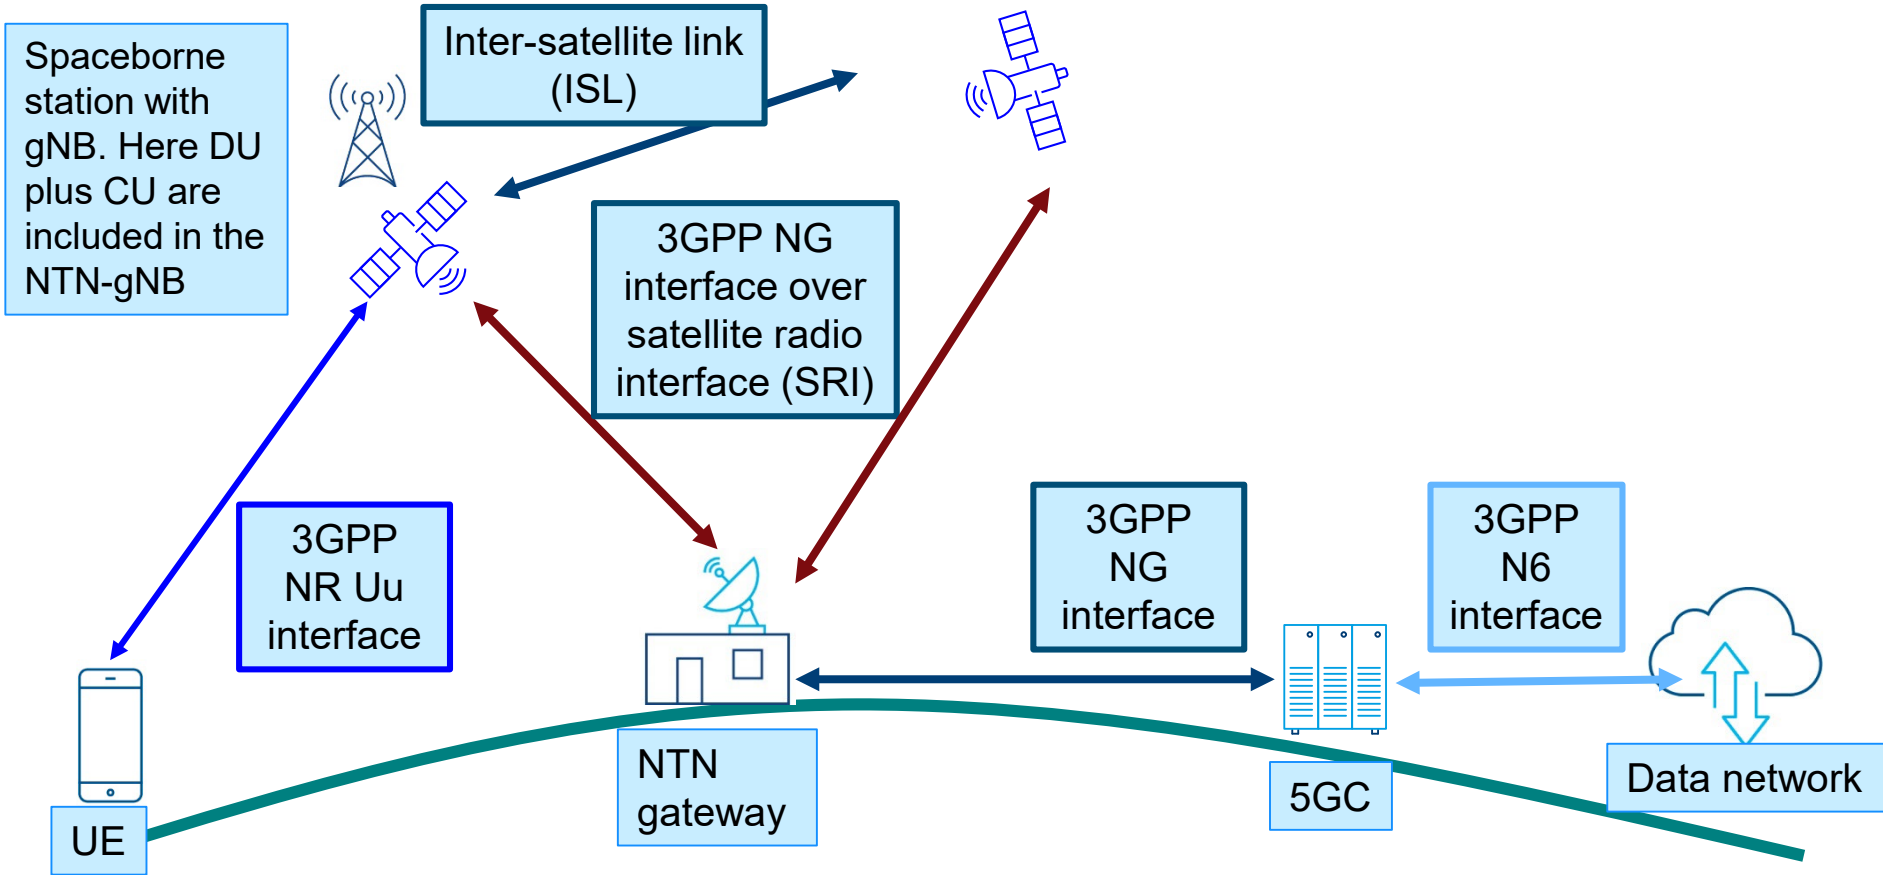 Spaceborne
station with
gNB. Here DU
plus CU are
included in the
NTN-gNB
Inter-satellite link
(ISL)
3GPP NG
interface over
satellite radio
interface (SRI)
3GPP
NR Uu
interface
3GPP
NG
interface
3GPP
N6
interface
UE
NTN
gateway
5GC
Data network